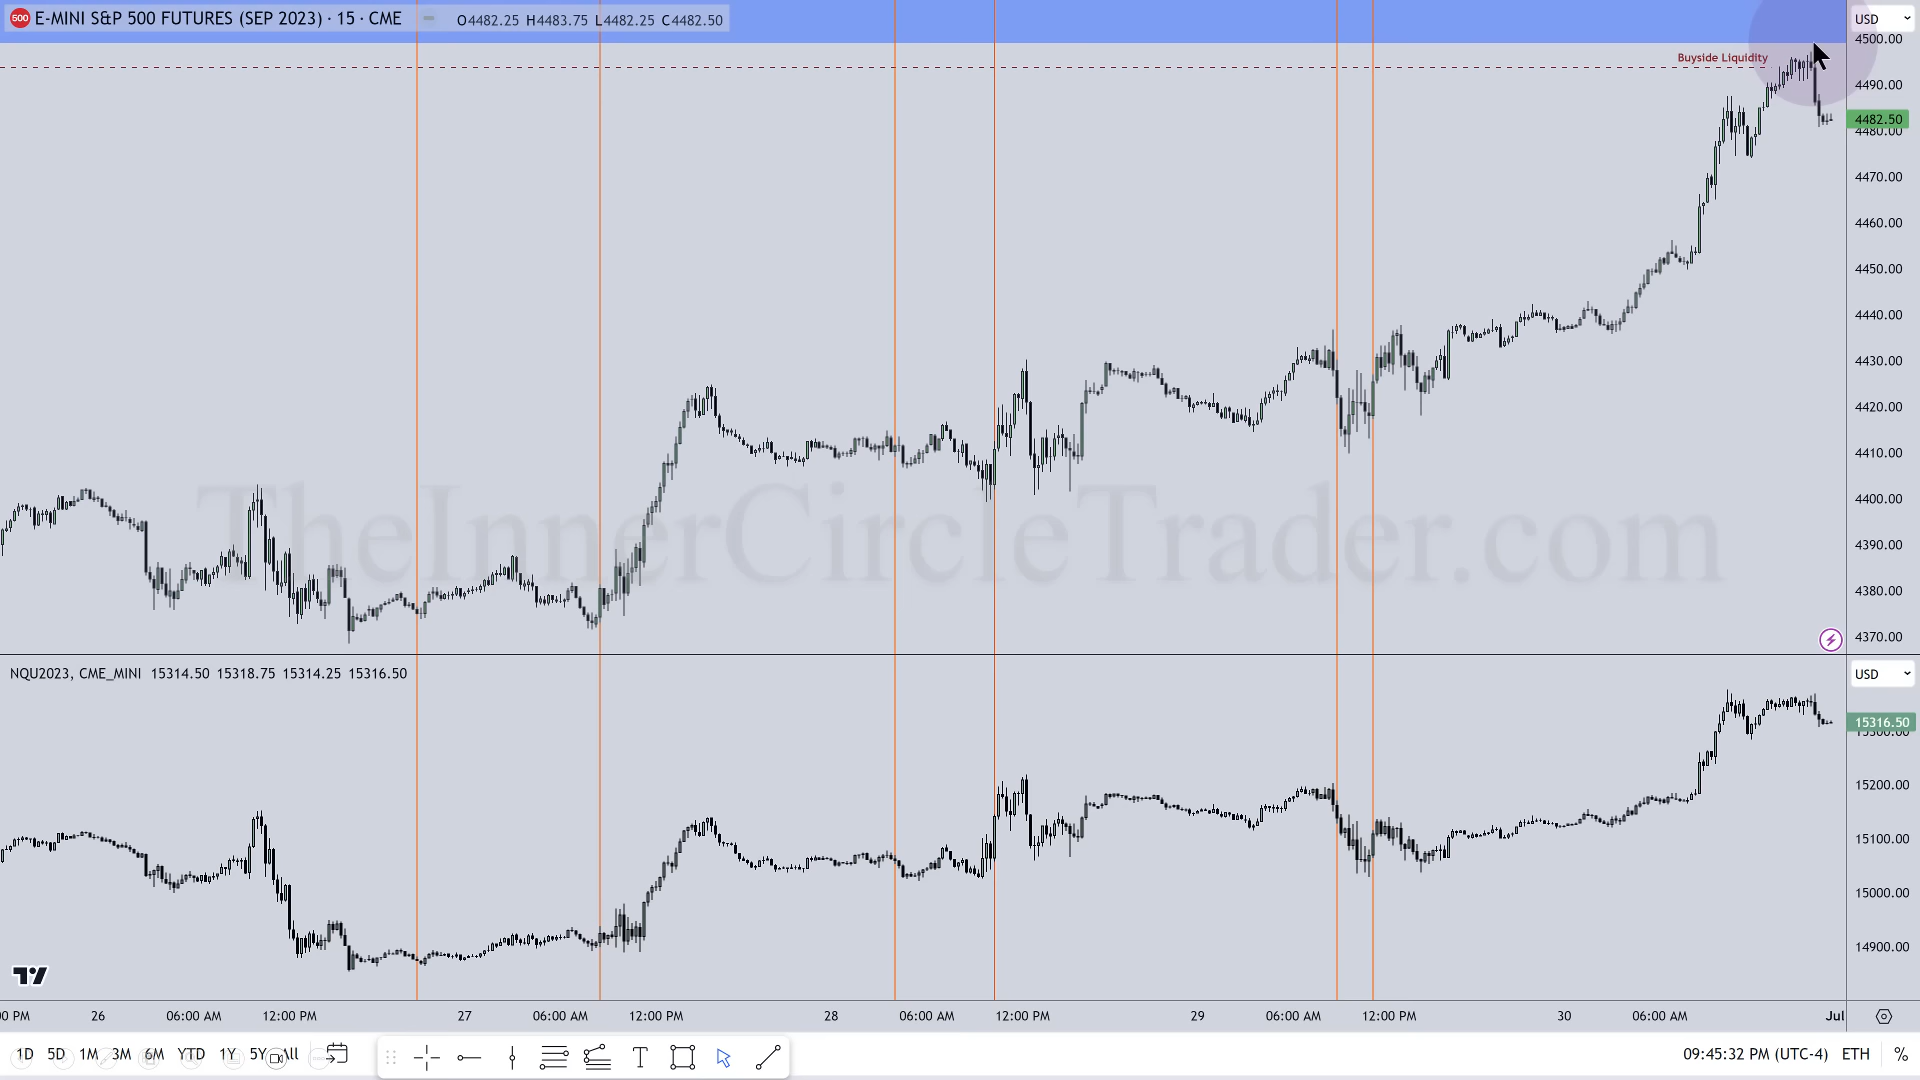 500 E-MINI S&P 500 FUTURES (SEP 2023) · 15 · CME O4482.25 H4483.75 L4482.25 C4482.50
USD
4500.00
Buyside Liquidity
4490.00
4482.50
4480.00
4470.00
4460.00
4450.00
4440.00
4430.00
4420.00
4410.00
4400.00
TheInnerCircleTrader.com
4390.00
4380.00
4370.00
NQU2023, CME_MINI 15314.50 15318.75 15314.25 15316.50
USD
15316.50
15300.00
15200.00
15100.00
15000.00
14900.00
00 PM 26 06:00 AM 12:00 PM 27 06:00 AM 12:00 PM 28 06:00 AM 12:00 PM 29 06:00 AM 12:00 PM 30 06:00 AM Jul
1D 5D 1M 3M 6M YTD 1Y 5Y All T 09:45:32 PM (UTC-4) ETH %